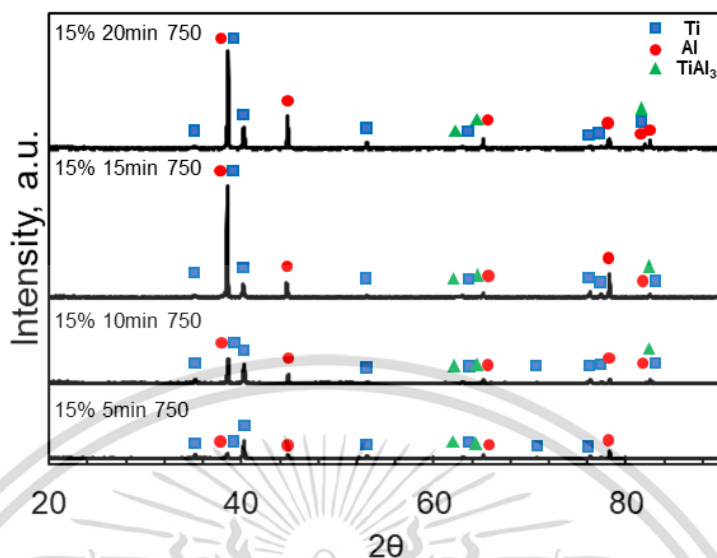 15% 20min 750
Ti
Al
TiAl₃
15% 15min 750
15% 10min 750
15% 5min 750
Intensity, a.u.
20 40 60 80
2θ